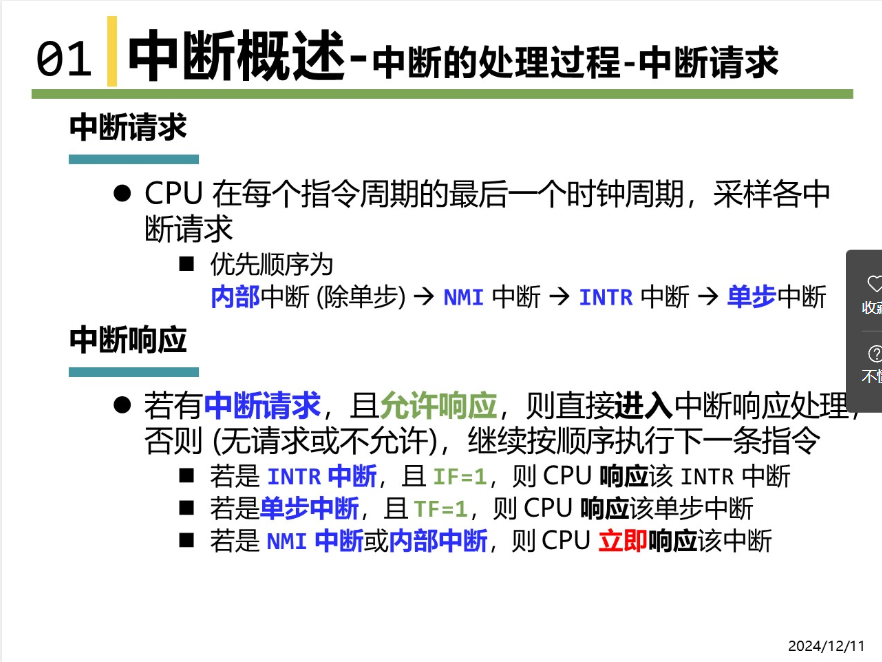 01 中断概述-中断的处理过程-中断请求
中断请求
● CPU 在每个指令周期的最后一个时钟周期，采样各中
断请求
■ 优先顺序为
内部中断 (除单步) → NMI 中断 → INTR 中断 → 单步中断
中断响应
● 若有中断请求，且允许响应，则直接进入中断响应处理，
否则 (无请求或不允许)，继续按顺序执行下一条指令
■ 若是 INTR 中断，且 IF=1，则 CPU 响应该 INTR 中断
■ 若是单步中断，且 TF=1，则 CPU 响应该单步中断
■ 若是 NMI 中断或内部中断，则 CPU 立即响应该中断
收
不
2024/12/11